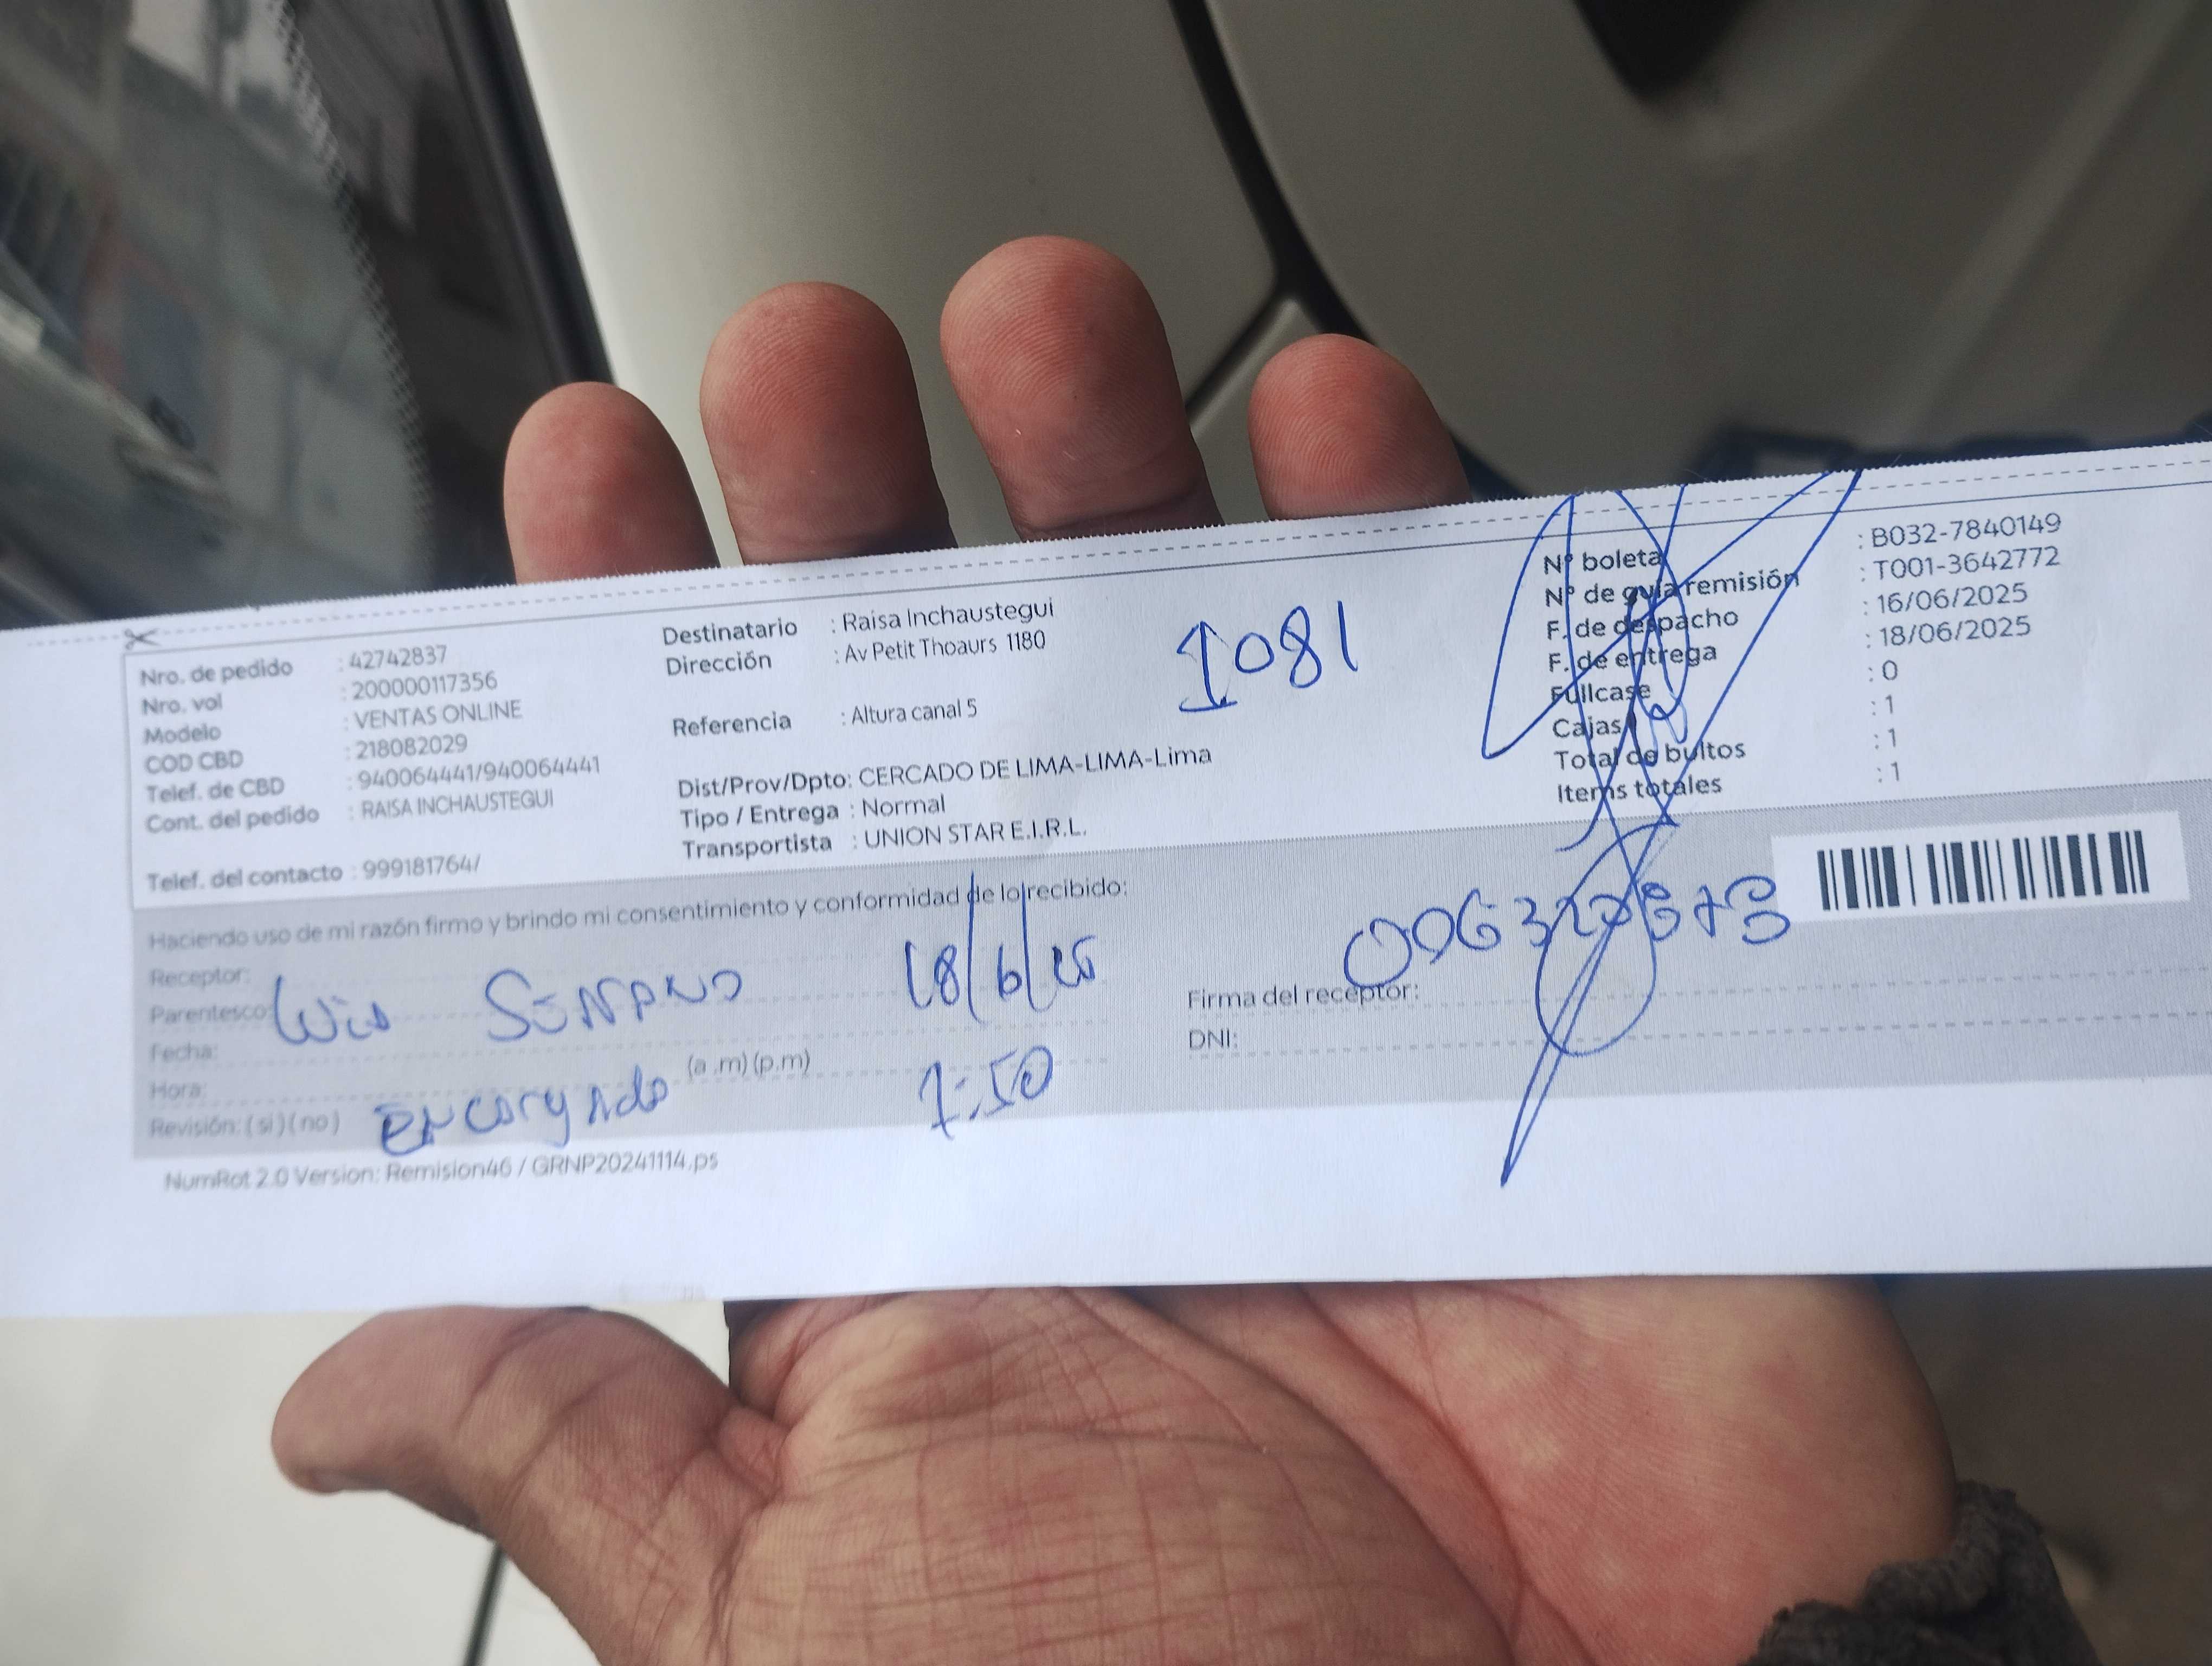 Nro. de pedido : 42742837
Nro. vol : 200000117356
Modelo : VENTAS ONLINE
COD CBD : 218082029
Telef. de CBD : 940064441/940064441
Cont. del pedido : RAISA INCHAUSTEGUI
Telef. del contacto : 999181764/
Destinatario : Raisa Inchaustegui
Dirección : Av Petit Thoaurs 1180
Referencia : Altura canal 5
Dist/Prov/Dpto: CERCADO DE LIMA-LIMA-Lima
Tipo / Entrega : Normal
Transportista : UNION STAR E.I.R.L.
1081
Nº boleta : B032-7840149
Nº de guía remisión : T001-3642772
F. de despacho : 16/06/2025
F. de entrega : 18/06/2025
Fullcase : 0
Cajas : 1
Total de bultos : 1
Items totales : 1
Haciendo uso de mi razón firmo y brindo mi consentimiento y conformidad de lo recibido:
Receptor:
Parentesco: Luis
18/6/25
Fecha:
Hora: (a .m) (p.m) 1:50
Revisión: ( si ) ( no ) encargado
Firma del receptor:
DNI:
NumRot 2.0 Version: Remision46 / GRNP20241114.ps